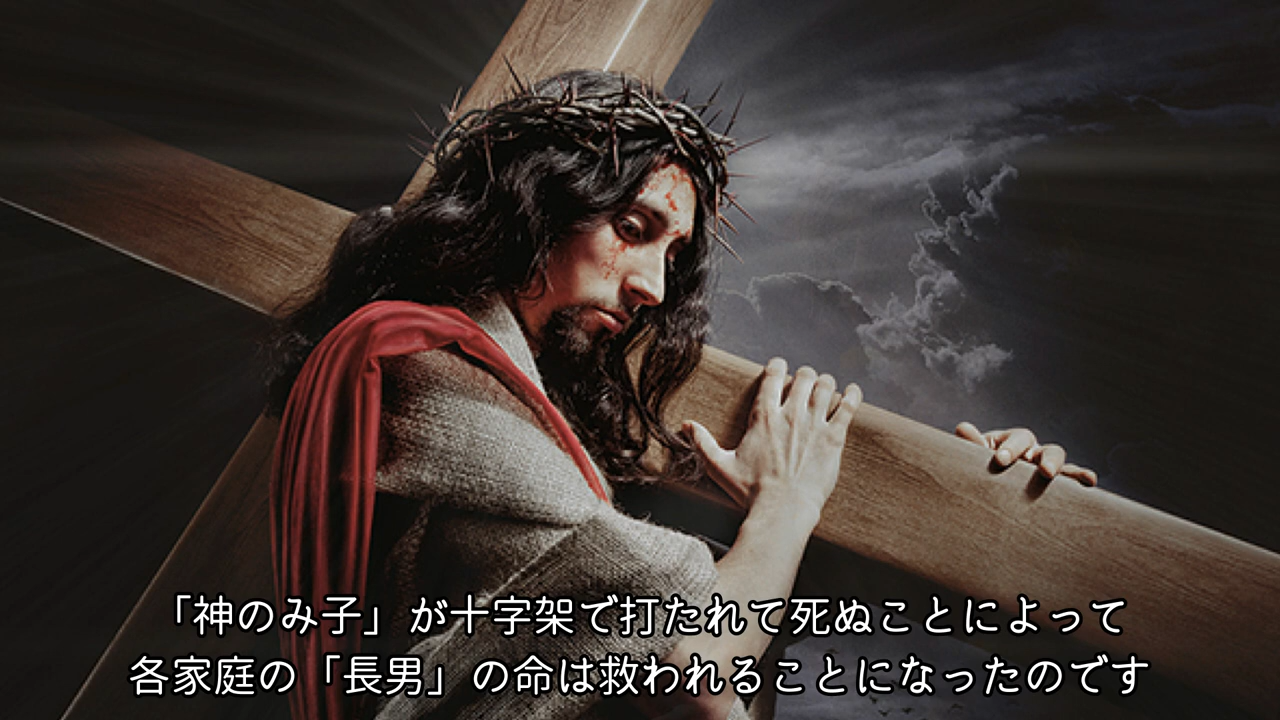 「神のみ子」が十字架で打たれて死ぬことによって
各家庭の「長男」の命は救われることになったのです